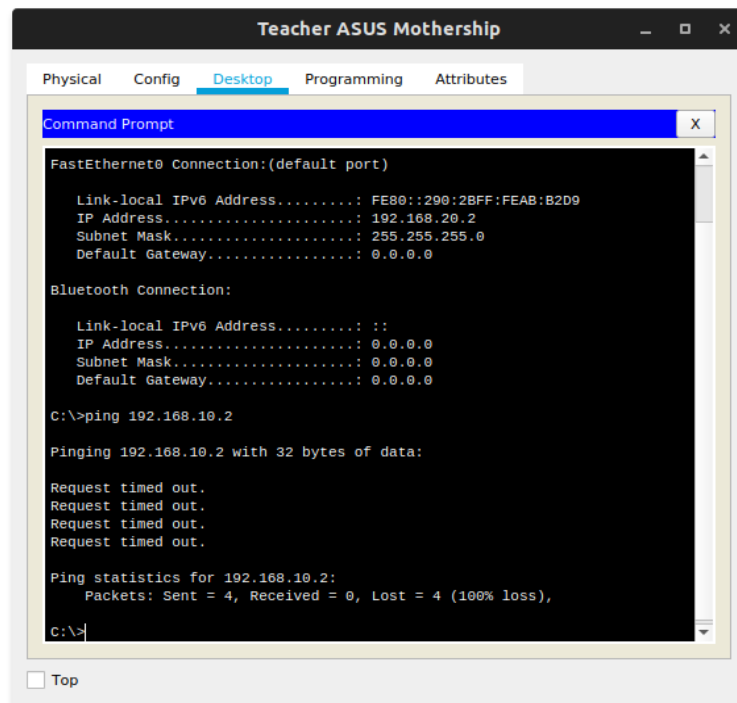 Teacher ASUS Mothership
Physical Config Desktop Programming Attributes
Command Prompt X
FastEthernet0 Connection:(default port)
Link-local IPv6 Address.........: FE80::290:2BFF:FEAB:B2D9
IP Address......................: 192.168.20.2
Subnet Mask.....................: 255.255.255.0
Default Gateway.................: 0.0.0.0
Bluetooth Connection:
Link-local IPv6 Address.........: ::
IP Address......................: 0.0.0.0
Subnet Mask.....................: 0.0.0.0
Default Gateway.................: 0.0.0.0
C:\>ping 192.168.10.2
Pinging 192.168.10.2 with 32 bytes of data:
Request timed out.
Request timed out.
Request timed out.
Request timed out.
Ping statistics for 192.168.10.2:
Packets: Sent = 4, Received = 0, Lost = 4 (100% loss),
C:\>
Top